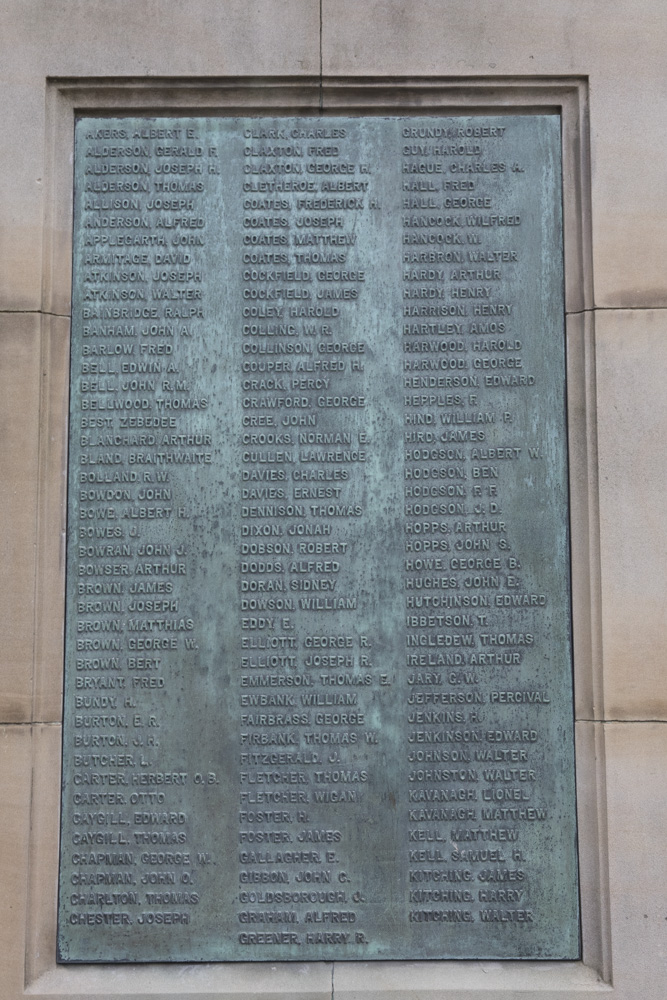 AKERS, ALBERT E.
ALDERSON, GERALD F.
ALDERSON, JOSEPH H.
ALDERSON, THOMAS
ALLISON, JOSEPH
ANDERSON, ALFRED
APPLEGARTH, JOHN
ARMITAGE, DAVID
ATKINSON, JOSEPH
ATKINSON, WALTER
BAINBRIDGE, RALPH
BANHAM, JOHN A.
BARLOW, FRED
BELL, EDWIN A.
BELL, JOHN R.M.
BELLWOOD, THOMAS
BEST, ZEBEDEE
BLANCHARD, ARTHUR
BLAND, BRAITHWAITE
BOLLAND, R.W.
BOWDON, JOHN
BOWE, ALBERT H.
BOWES, J.
BOWRAN, JOHN J.
BOWSER, ARTHUR
BROWN, JAMES
BROWN, JOSEPH
BROWN, MATTHIAS
BROWN, GEORGE W.
BROWN, BERT
BRYANT, FRED
BUNDY, H.
BURTON, E.R.
BURTON, J.H.
BUTCHER, L.
CARTER, HERBERT O.B.
CARTER, OTTO
CAYGILL, EDWARD
CAYGILL, THOMAS
CHAPMAN, GEORGE W.
CHAPMAN, JOHN O.
CHARLTON, THOMAS
CHESTER, JOSEPH
CLARK, CHARLES
CLAXTON, FRED
CLAXTON, GEORGE H.
CLETHEROE, ALBERT
COATES, FREDERICK H.
COATES, JOSEPH
COATES, MATTHEW
COATES, THOMAS
COCKFIELD, GEORGE
COCKFIELD, JAMES
COLEY, HAROLD
COLLING, W.R.
COLLINSON, GEORGE
COUPER, ALFRED H.
CRACK, PERCY
CRAWFORD, GEORGE
CREE, JOHN
CROOKS, NORMAN E.
CULLEN, LAWRENCE
DAVIES, CHARLES
DAVIES, ERNEST
DENNISON, THOMAS
DIXON, JONAH
DOBSON, ROBERT
DODDS, ALFRED
DORAN, SIDNEY
DOWSON, WILLIAM
EDDY E.
ELLIOTT, GEORGE R.
ELLIOTT, JOSEPH R.
EMMERSON, THOMAS E.
EWBANK, WILLIAM
FAIRBRASS, GEORGE
FIRBANK, THOMAS W.
FITZGERALD, J.
FLETCHER, THOMAS
FLETCHER, WIGAN
FOSTER, H.
FOSTER, JAMES
GALLAGHER, E.
GIBBON, JOHN C.
GOLDSBOROUGH, J.
GRAHAM, ALFRED
GREENER, HARRY R.
GRUNDY, ROBERT
GUY, HAROLD
HAGUE, CHARLES A.
HALL, FRED
HALL, GEORGE
HANCOCK, WILFRED
HANCOCK, W.
HARBRON, WALTER
HARDY, ARTHUR
HARDY, HENRY
HARRISON, HENRY
HARTLEY, AMOS
HARWOOD, HAROLD
HARWOOD, GEORGE
HENDERSON, EDWARD
HEPPLES, F.
HIND, WILLIAM P.
HIRD, JAMES
HODGSON, ALBERT W.
HODGSON, BEN
HODGSON, F.F.
HODGSON, J.D.
HOPPS, ARTHUR
HOPPS, JOHN S.
HOWE, GEORGE B.
HUGHES, JOHN E.
HUTCHINSON, EDWARD
IBBETSON, T.
INGLEDEW, THOMAS
IRELAND, ARTHUR
JARY, G.W.
JEFFERSON, PERCIVAL
JENKINS, H.
JENKINSON, EDWARD
JOHNSON, WALTER
JOHNSTON, WALTER
KAVANAGH, LIONEL
KAVANAGH, MATTHEW
KELL, MATTHEW
KELL, SAMUEL H.
KITCHING, JAMES
KITCHING, HARRY
KITCHING, WALTER